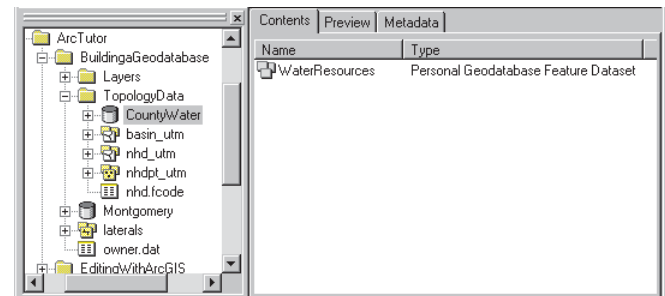 ArcTutor
BuildingaGeodatabase
Layers
TopologyData
CountyWater
basin_utm
nhd_utm
nhdpt_utm
nhd.fcode
Montgomery
laterals
owner.dat
EditingWithArcGIS
Contents Preview Metadata
Name Type
WaterResources Personal Geodatabase Feature Dataset